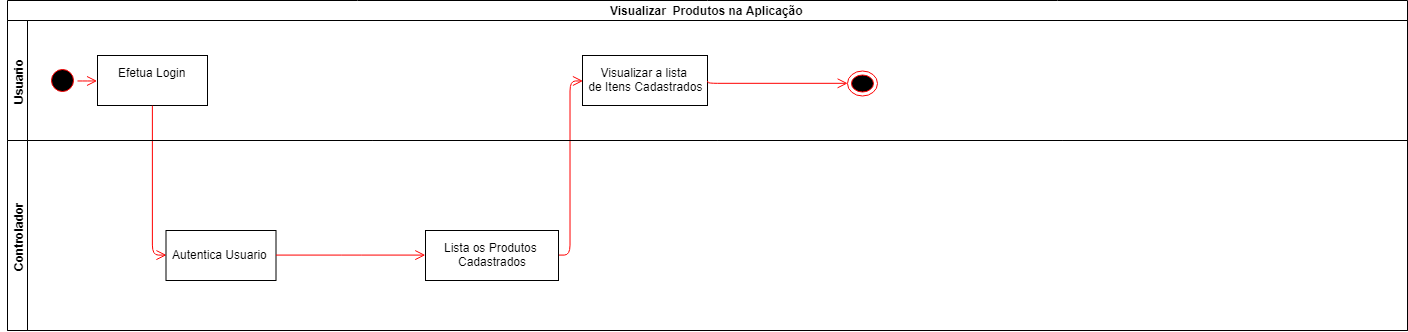 Visualizar Produtos na Aplicação
Usuario
Efetua Login
Visualizar a lista
de Itens Cadastrados
Controlador
Autentica Usuario
Lista os Produtos
Cadastrados